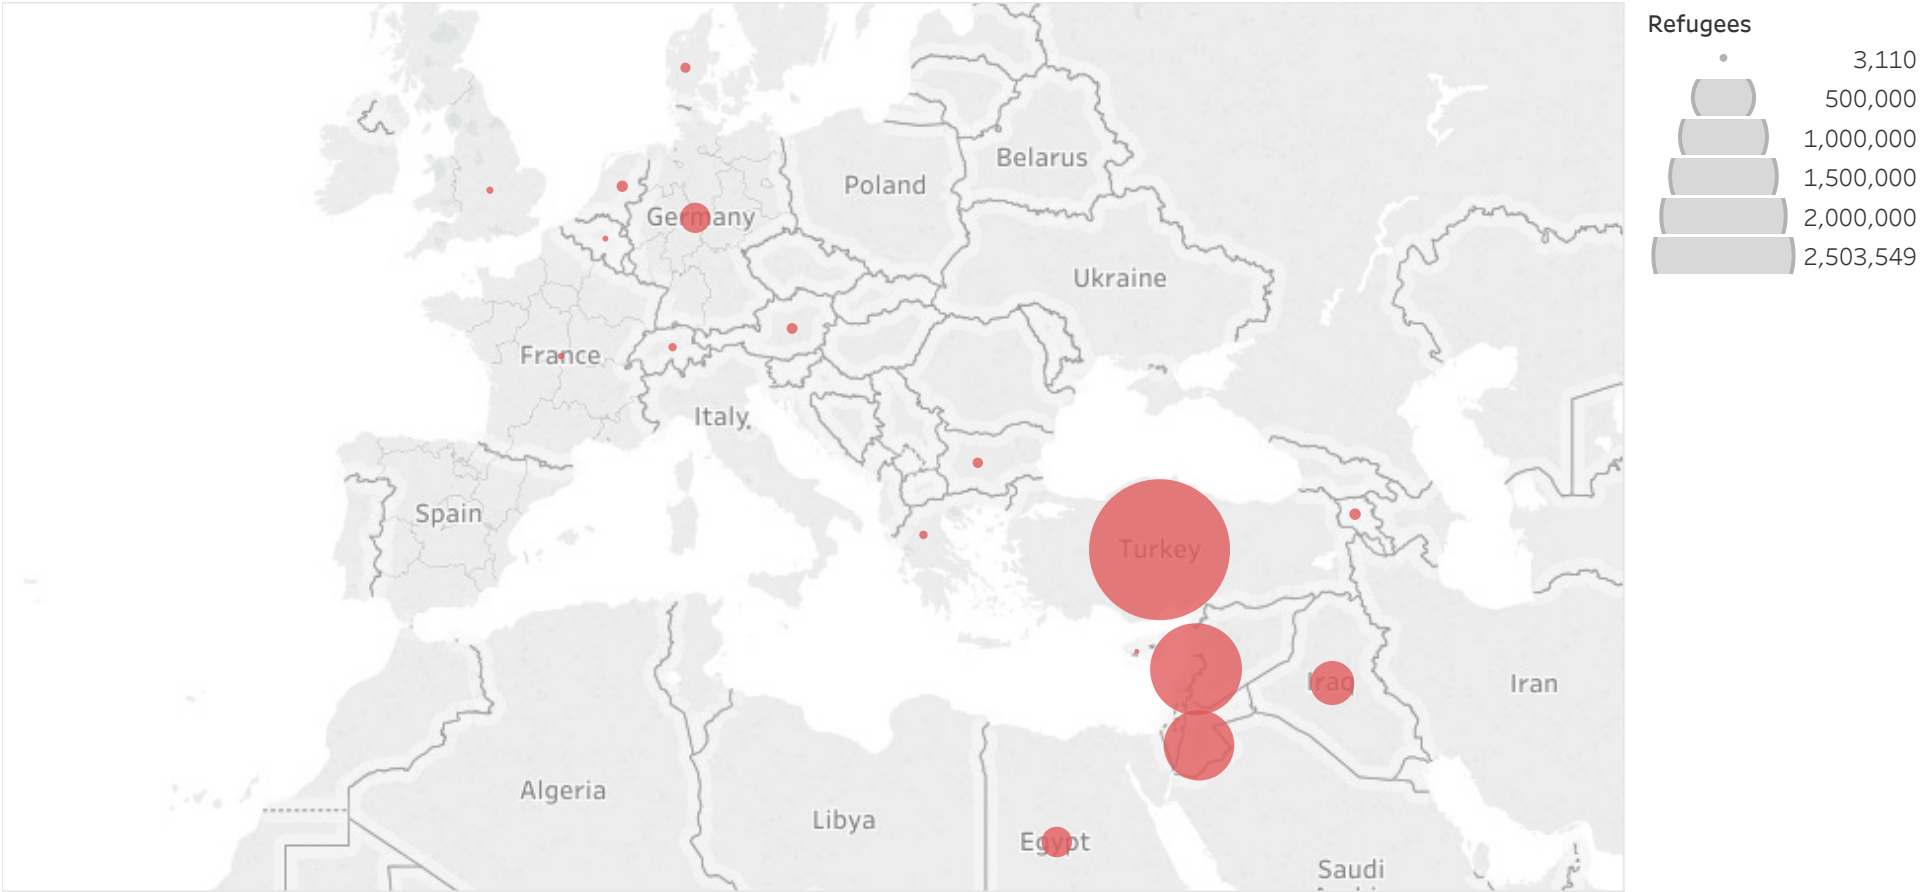 Refugees
3,110
500,000
1,000,000
1,500,000
2,000,000
2,503,549
Belarus
Poland
Germany
Ukraine
France
Italy
Spain
Turkey
Iraq
Iran
Algeria
Libya
Egypt
Saudi